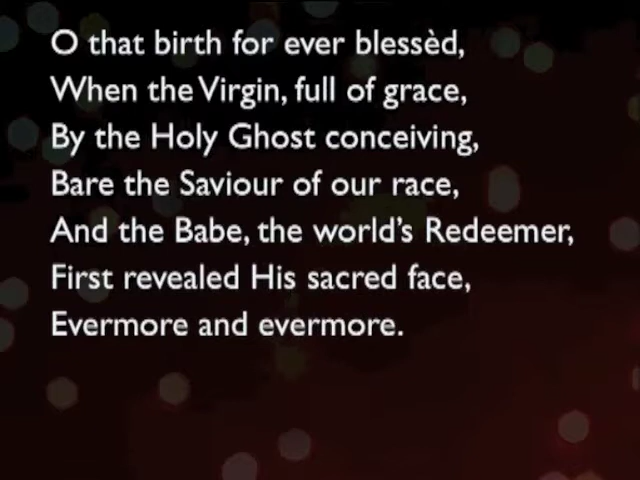 O that birth for ever blessèd,
When the Virgin, full of grace,
By the Holy Ghost conceiving,
Bare the Saviour of our race,
And the Babe, the world's Redeemer,
First revealed His sacred face,
Evermore and evermore.